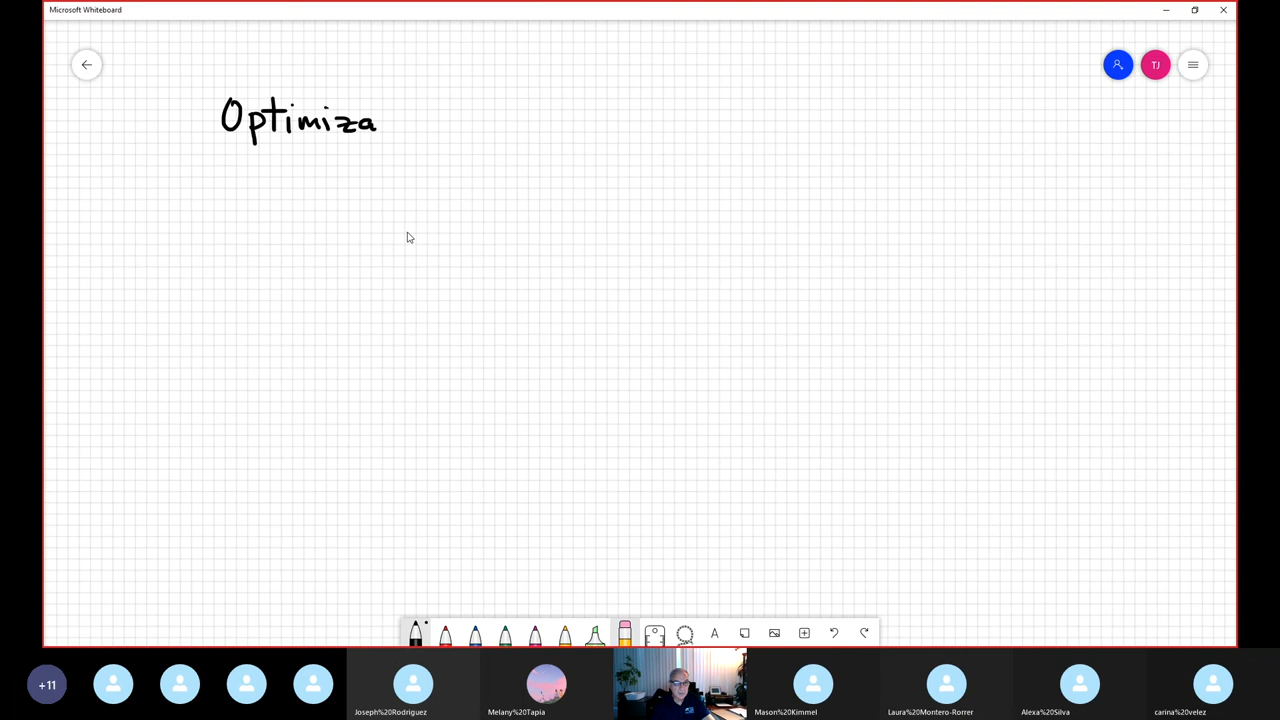 Microsoft Whiteboard
TJ
Optimiza
A
+11
Joseph%20Rodriguez
Melany%20Tapia
Mason%20Kimmel
Laura%20Montero-Rorrer
Alexa%20Silva
carina%20velez